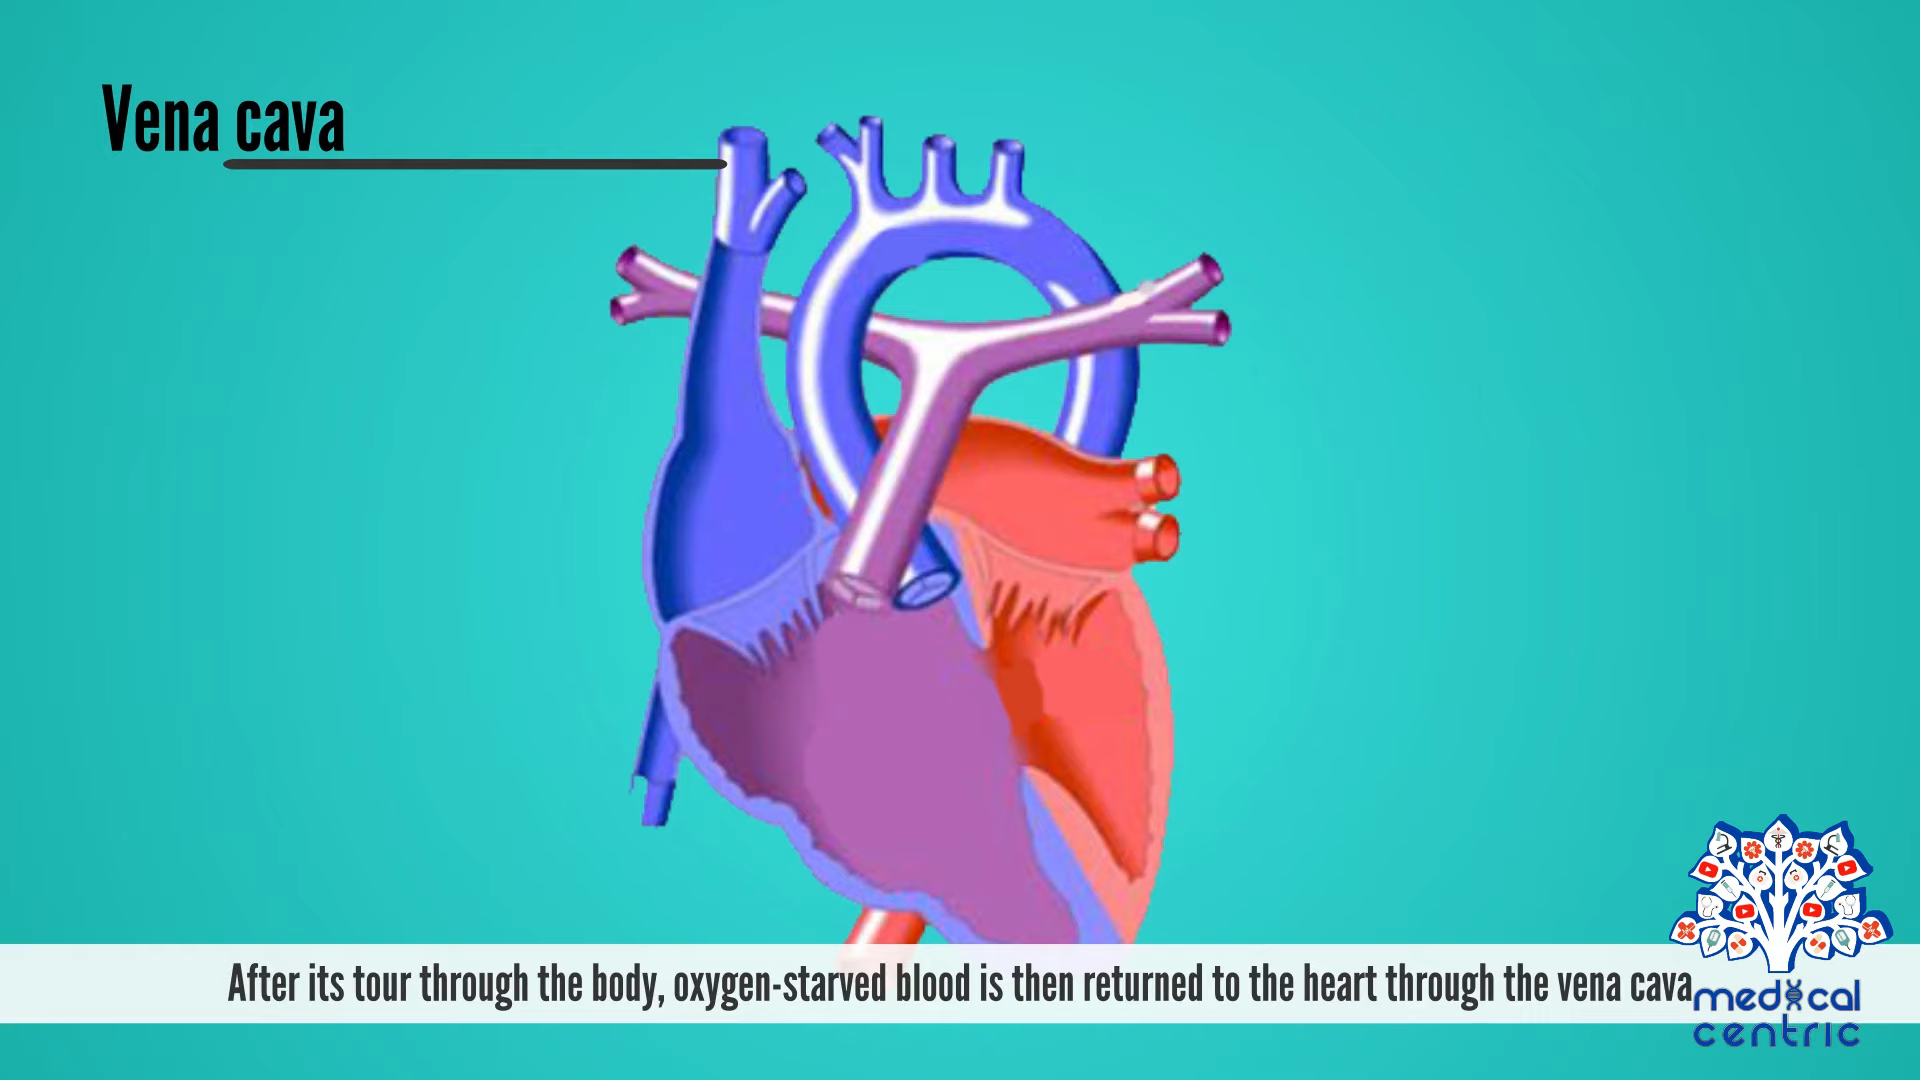 Vena cava
After its tour through the body, oxygen-starved blood is then returned to the heart through the vena cava
medical
centric